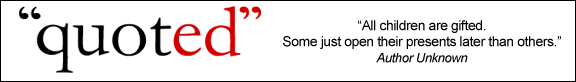 “quoted”
“All children are gifted.
Some just open their presents later than others.”
Author Unknown